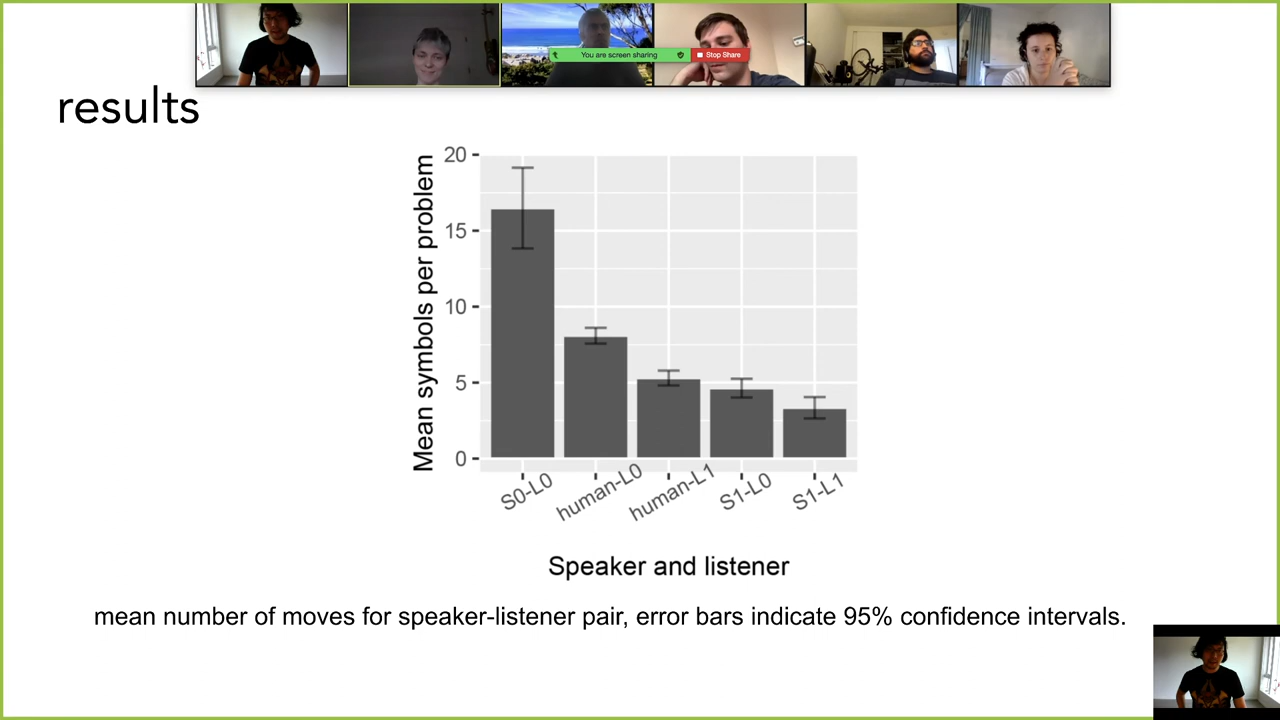 You are screen sharing
Stop Share
results
Mean symbols per problem
20
15
10
5
0
S0-L0
human-L0
human-L1
S1-L0
S1-L1
Speaker and listener
mean number of moves for speaker-listener pair, error bars indicate 95% confidence intervals.